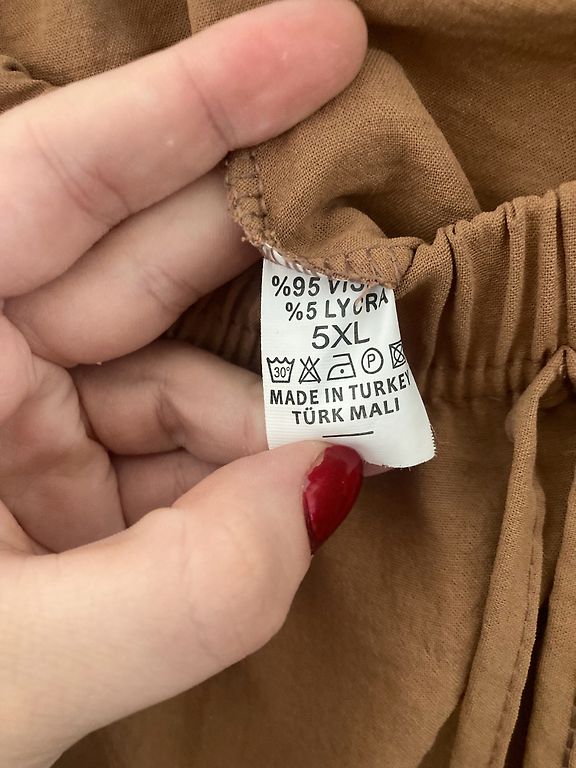 %95
%5 LYCRA
5XL
30° P
MADE IN TURKEY
TÜRK MALI